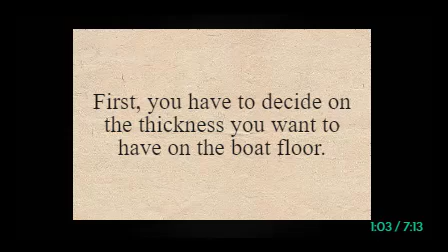 First, you have to decide on
the thickness you want to
have on the boat floor.
1:03 / 7:13